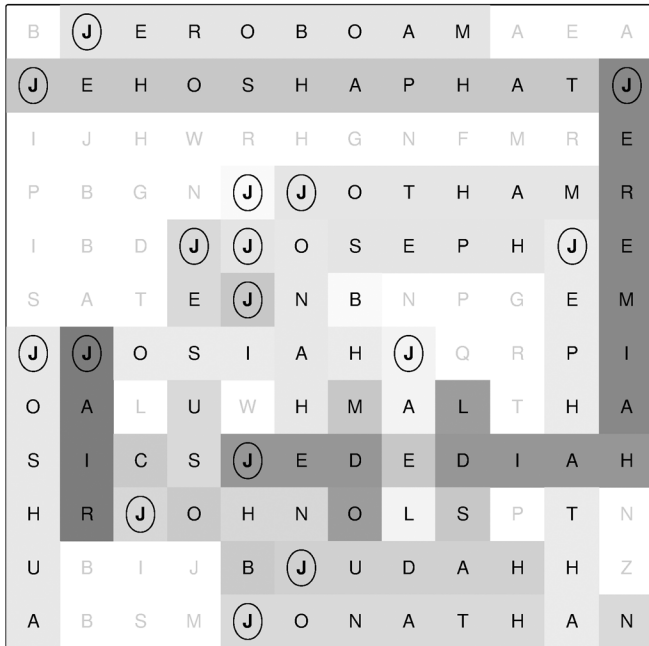 B J E R O B O A M A E A
J E H O S H A P H A T J
I J H W R H G N F M R E
P B G N J J O T H A M R
I B D J J O S E P H J E
S A T E J N B N P G E M
J J O S I A H J Q R P I
O A L U W H M A L T H A
S I C S J E D E D I A H
H R J O H N O L S P T N
U B I J B J U D A H H Z
A B S M J O N A T H A N